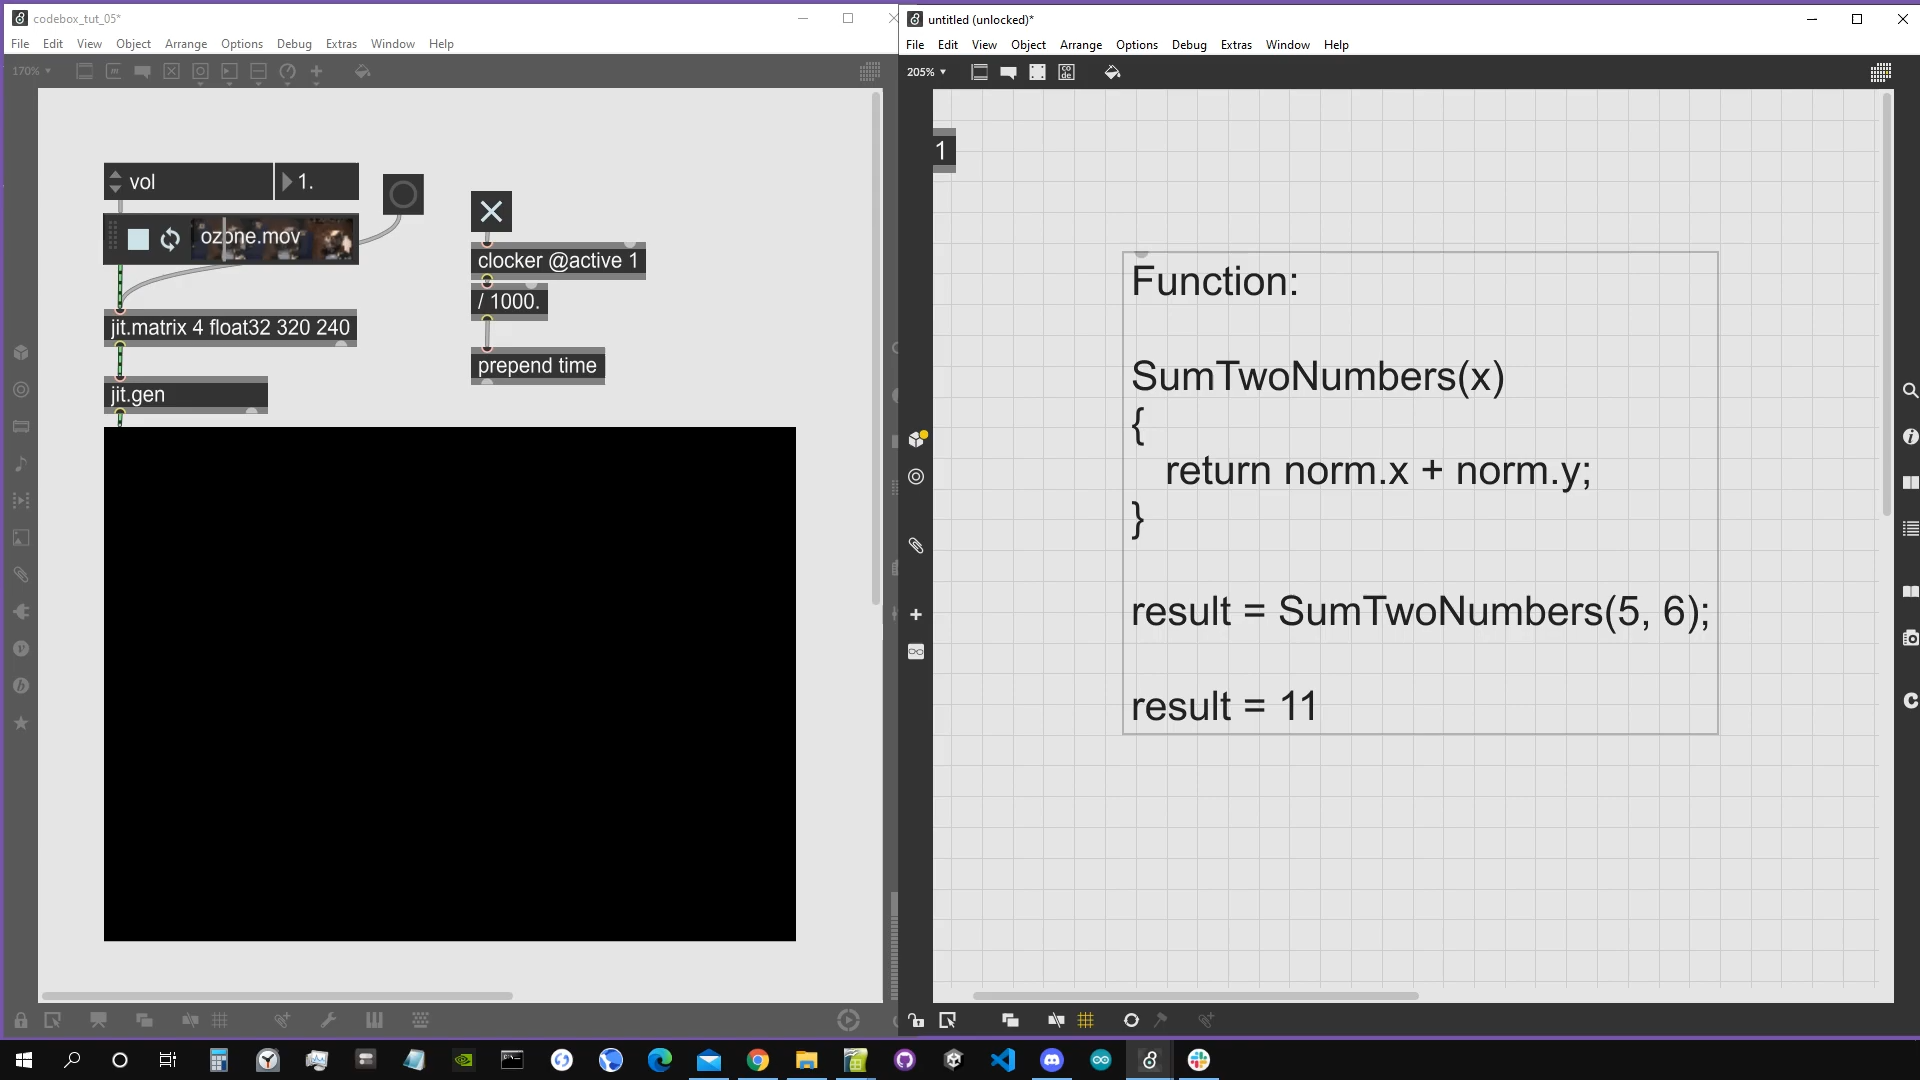 codebox_tut_05*
File Edit View Object Arrange Options Debug Extras Window Help
170%
vol
1.
ozone.mov
clocker @active 1
/ 1000.
jit.matrix 4 float32 320 240
prepend time
jit.gen
untitled (unlocked)*
File Edit View Object Arrange Options Debug Extras Window Help
205%
1
Function:
SumTwoNumbers(x)
{
return norm.x + norm.y;
}
result = SumTwoNumbers(5, 6);
result = 11